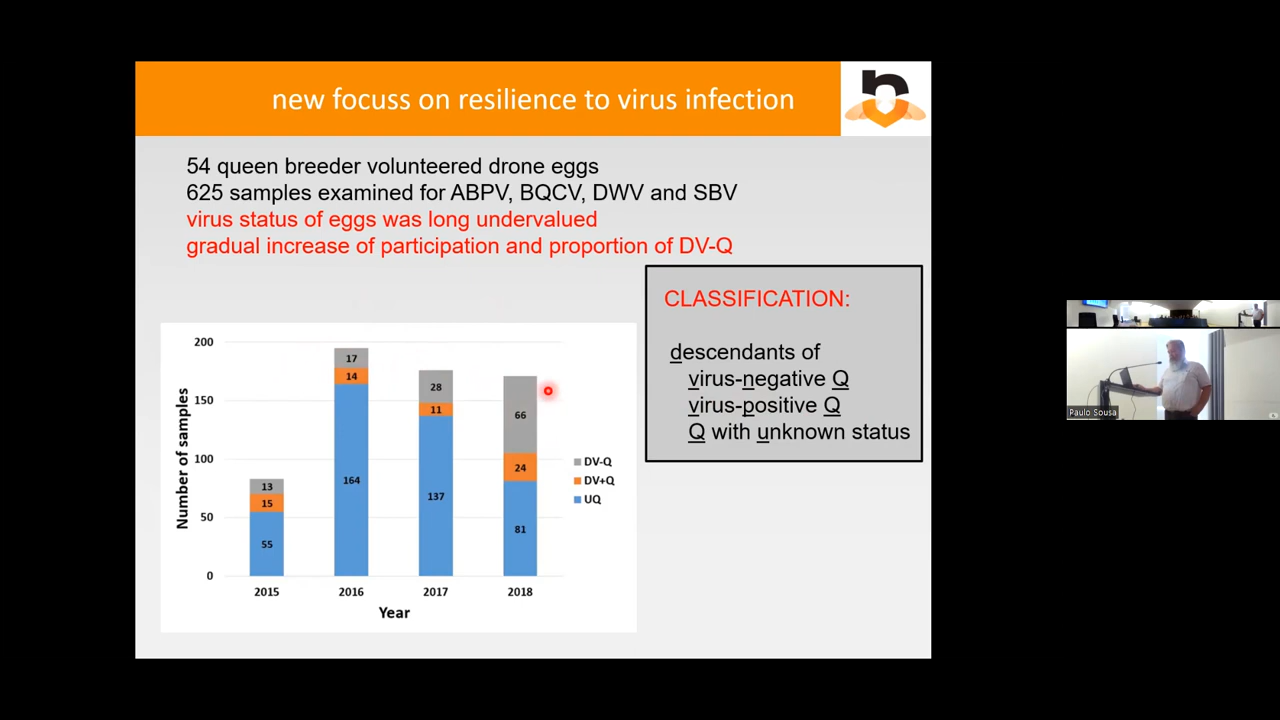 new focuss on resilience to virus infection
54 queen breeder volunteered drone eggs
625 samples examined for ABPV, BQCV, DWV and SBV
virus status of eggs was long undervalued
gradual increase of participation and proportion of DV-Q
CLASSIFICATION:
descendants of
virus-negative Q
virus-positive Q
Q with unknown status
Number of samples
200
150
100
50
0
13
15
55
17
14
164
28
11
137
66
24
81
2015
2016
2017
2018
Year
DV-Q
DV+Q
UQ
Paulo Sousa